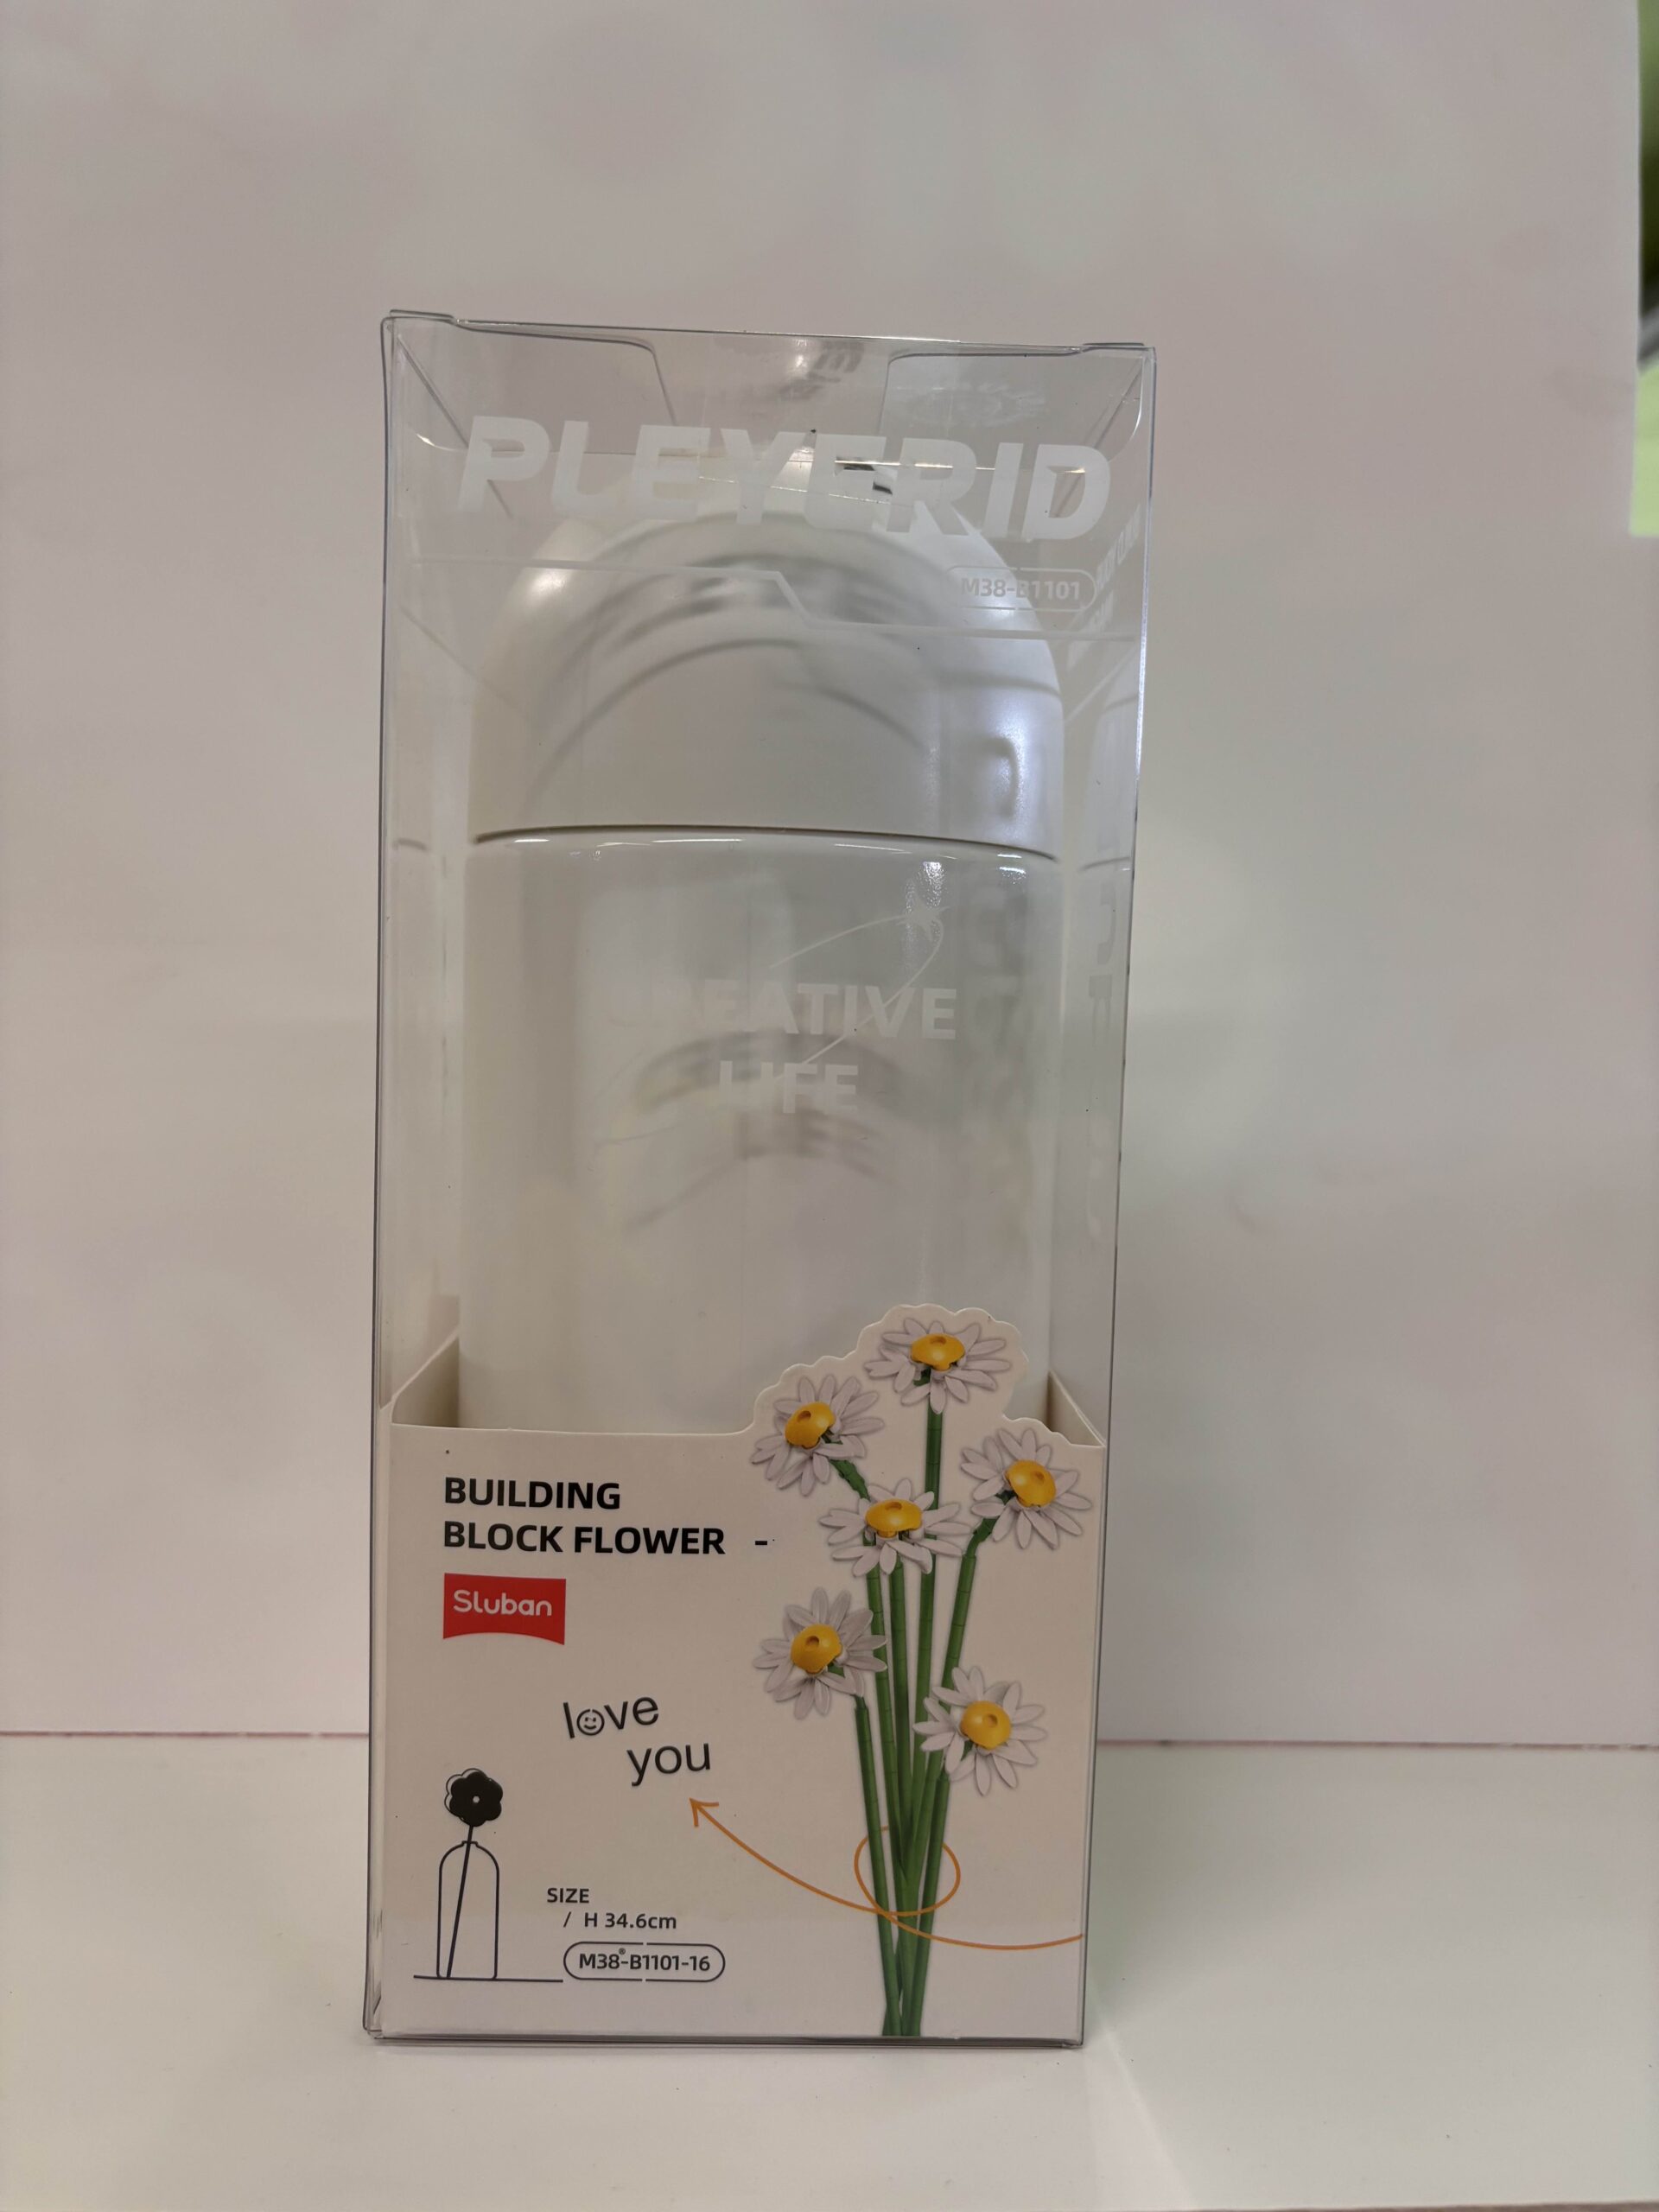 PLEYERID
M38-B1101
CREATIVE
LIFE
BUILDING
BLOCK FLOWER -
Sluban
love
you
SIZE
/ H 34.6cm
M38®-B1101-16